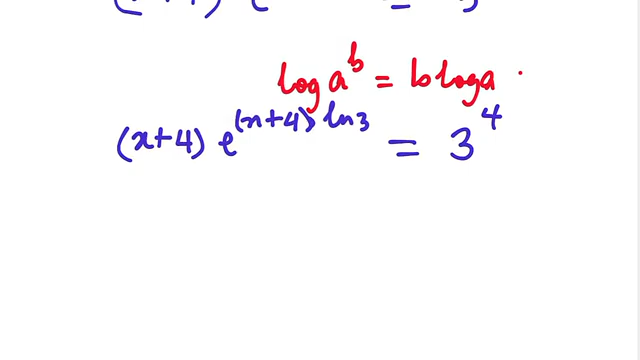 log a^b = b log a
(x+4) e^(x+4) ln 3 = 3^4